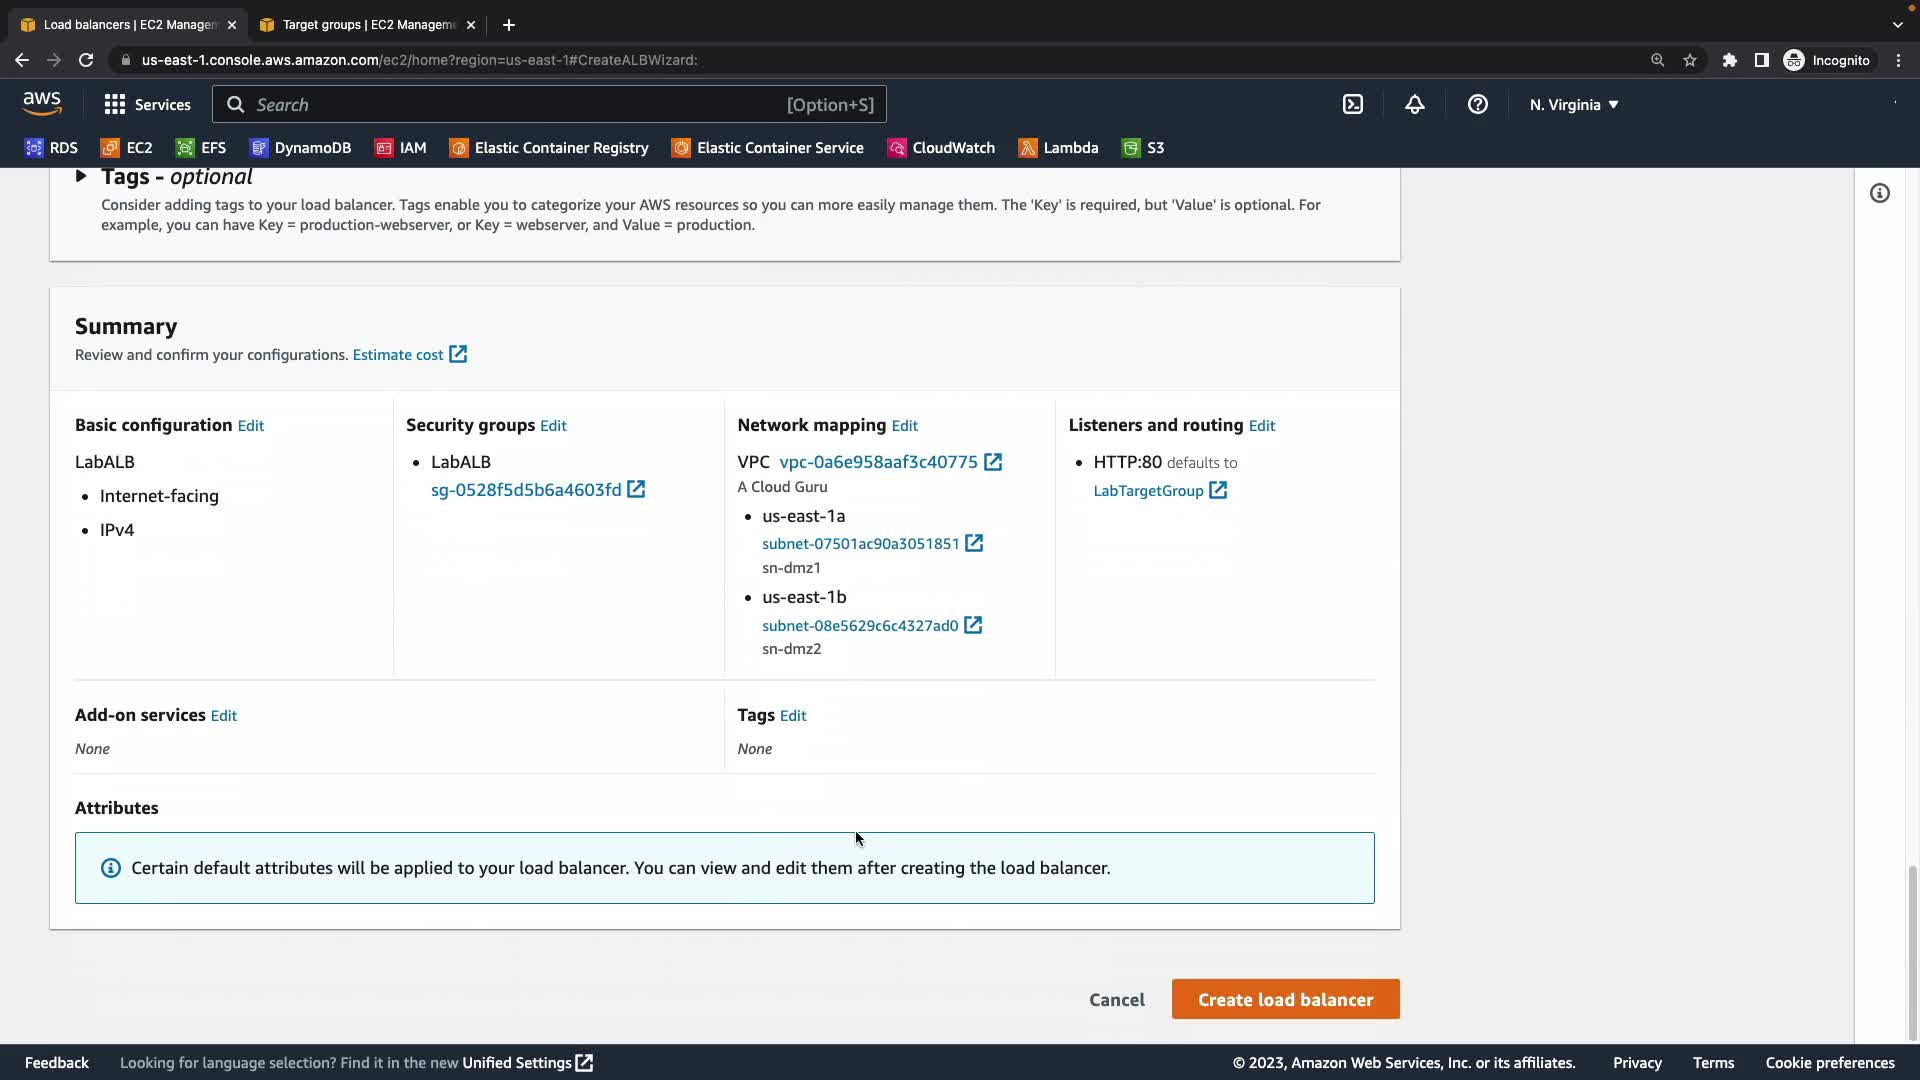 Load balancers | EC2 Managem
Target groups | EC2 Managem
us-east-1.console.aws.amazon.com/ec2/home?region=us-east-1#CreateALBWizard:
Incognito
aws
Services
Search
[Option+S]
N. Virginia
RDS
EC2
EFS
DynamoDB
IAM
Elastic Container Registry
Elastic Container Service
CloudWatch
Lambda
S3
Tags - optional
Consider adding tags to your load balancer. Tags enable you to categorize your AWS resources so you can more easily manage them. The 'Key' is required, but 'Value' is optional. For
example, you can have Key = production-webserver, or Key = webserver, and Value = production.
Summary
Review and confirm your configurations. Estimate cost
Basic configuration Edit
LabALB
• Internet-facing
• IPv4
Security groups Edit
• LabALB
sg-0528f5d5b6a4603fd
Network mapping Edit
VPC vpc-0a6e958aaf3c40775
A Cloud Guru
• us-east-1a
subnet-07501ac90a3051851
sn-dmz1
• us-east-1b
subnet-08e5629c6c4327ad0
sn-dmz2
Listeners and routing Edit
• HTTP:80 defaults to
LabTargetGroup
Add-on services Edit
None
Tags Edit
None
Attributes
Certain default attributes will be applied to your load balancer. You can view and edit them after creating the load balancer.
Cancel
Create load balancer
Feedback
Looking for language selection? Find it in the new Unified Settings
© 2023, Amazon Web Services, Inc. or its affiliates.
Privacy
Terms
Cookie preferences